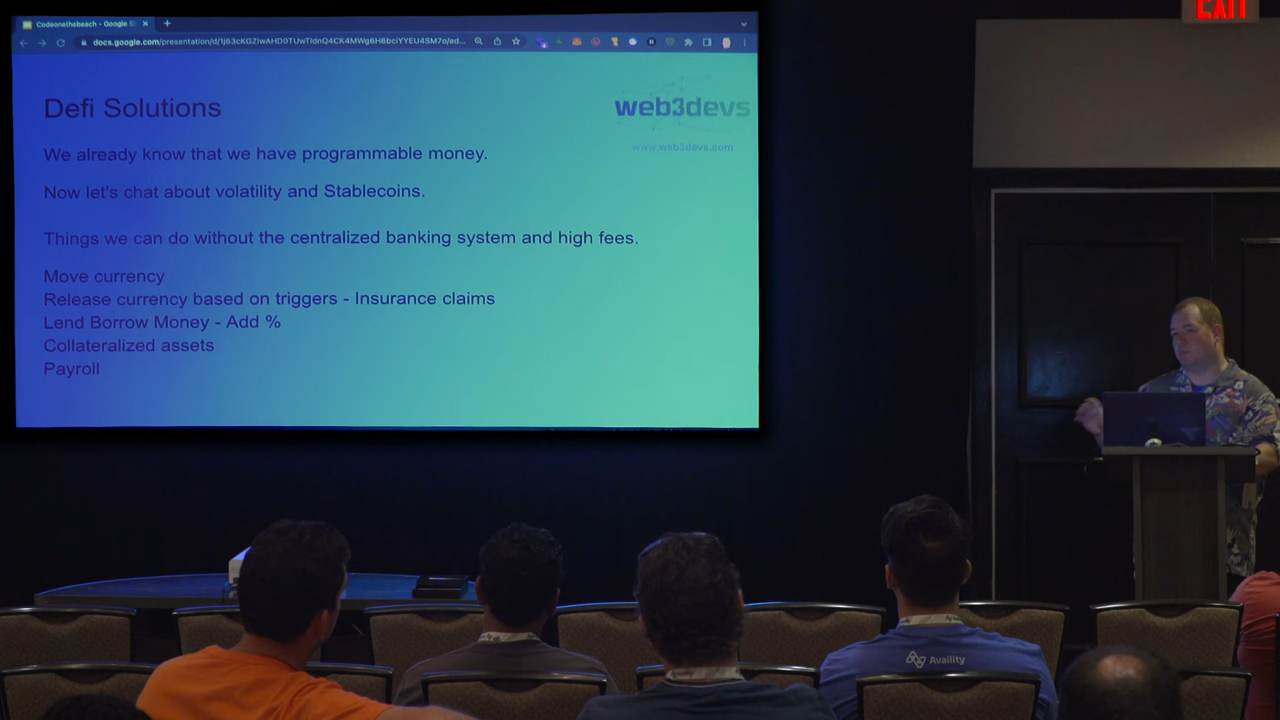 Codeonthebeach - Google Sl
EXIT
docs.google.com/presentation/d/1j63cKGZlwAHD0TUwTldnQ4CK4MWg6H6bciYYEU4SM7o/ed...
Defi Solutions
web3devs
www.web3devs.com
We already know that we have programmable money.
Now let's chat about volatility and Stablecoins.
Things we can do without the centralized banking system and high fees.
Move currency
Release currency based on triggers - Insurance claims
Lend Borrow Money - Add %
Collateralized assets
Payroll
Availity